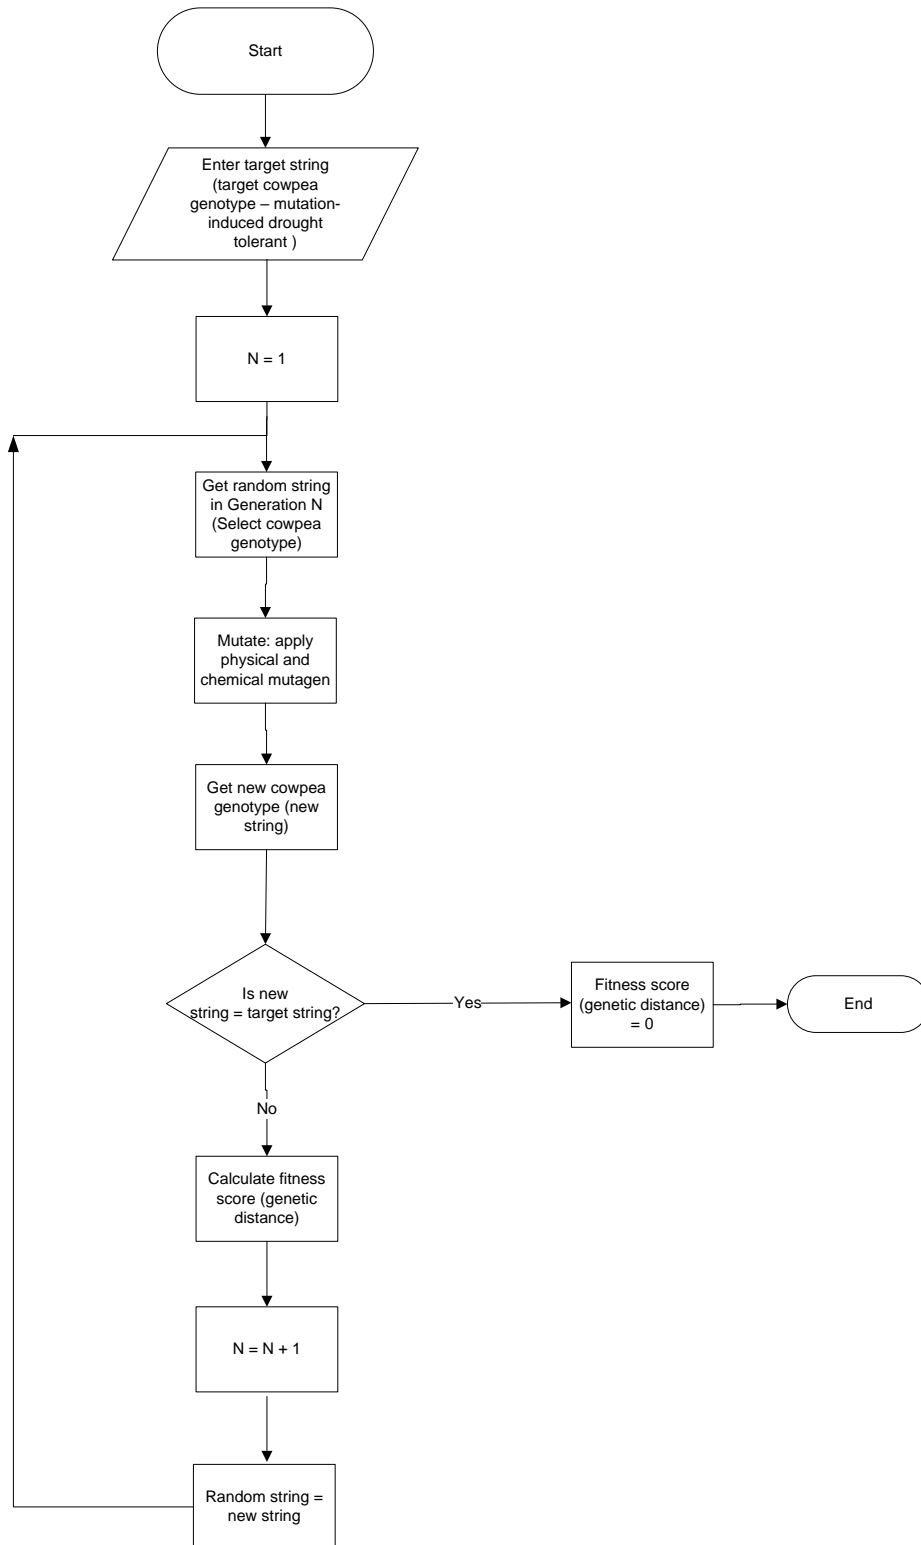 Start
Enter target string
(target cowpea
genotype – mutation-
induced drought
tolerant )
N = 1
Get random string
in Generation N
(Select cowpea
genotype)
Mutate: apply
physical and
chemical mutagen
Get new cowpea
genotype (new
string)
Is new
string = target string?
Yes
Fitness score
(genetic distance)
= 0
End
No
Calculate fitness
score (genetic
distance)
N = N + 1
Random string =
new string